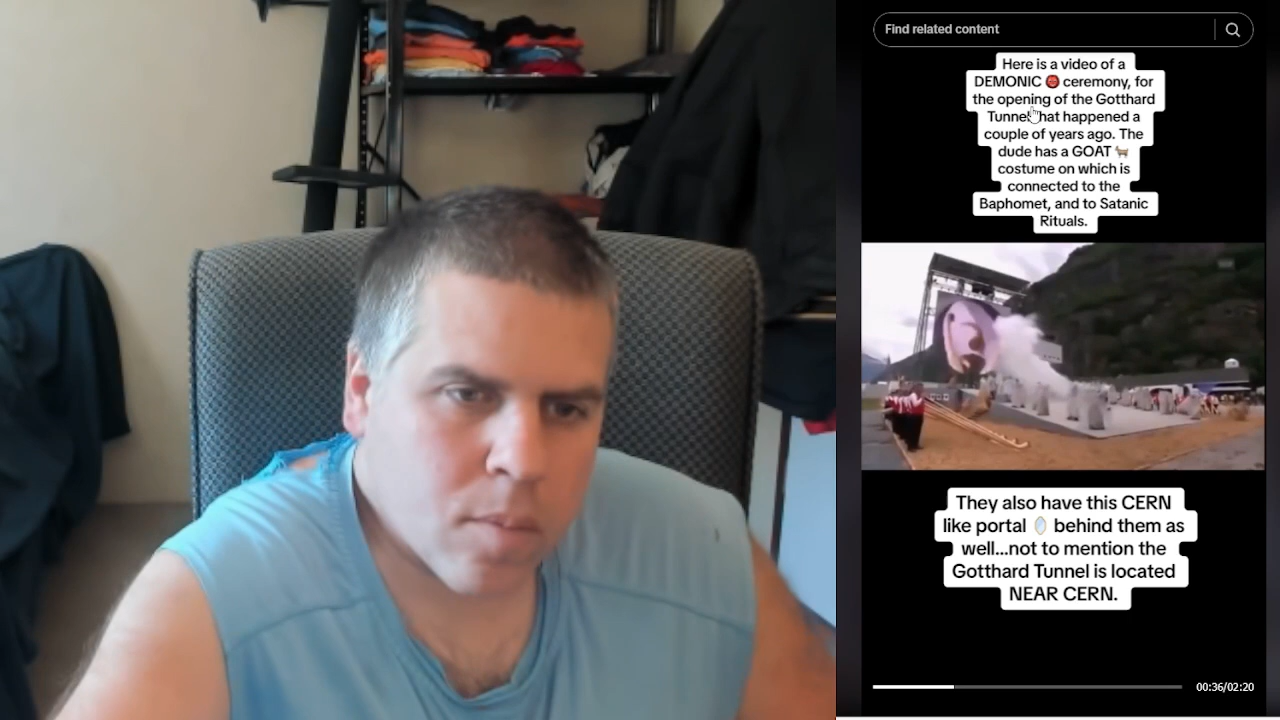 Find related content
Here is a video of a
DEMONIC 👹 ceremony, for
the opening of the Gotthard
Tunnel that happened a
couple of years ago. The
dude has a GOAT 🐐
costume on which is
connected to the
Baphomet, and to Satanic
Rituals.
They also have this CERN
like portal 🪞 behind them as
well...not to mention the
Gotthard Tunnel is located
NEAR CERN.
00:36/02:20